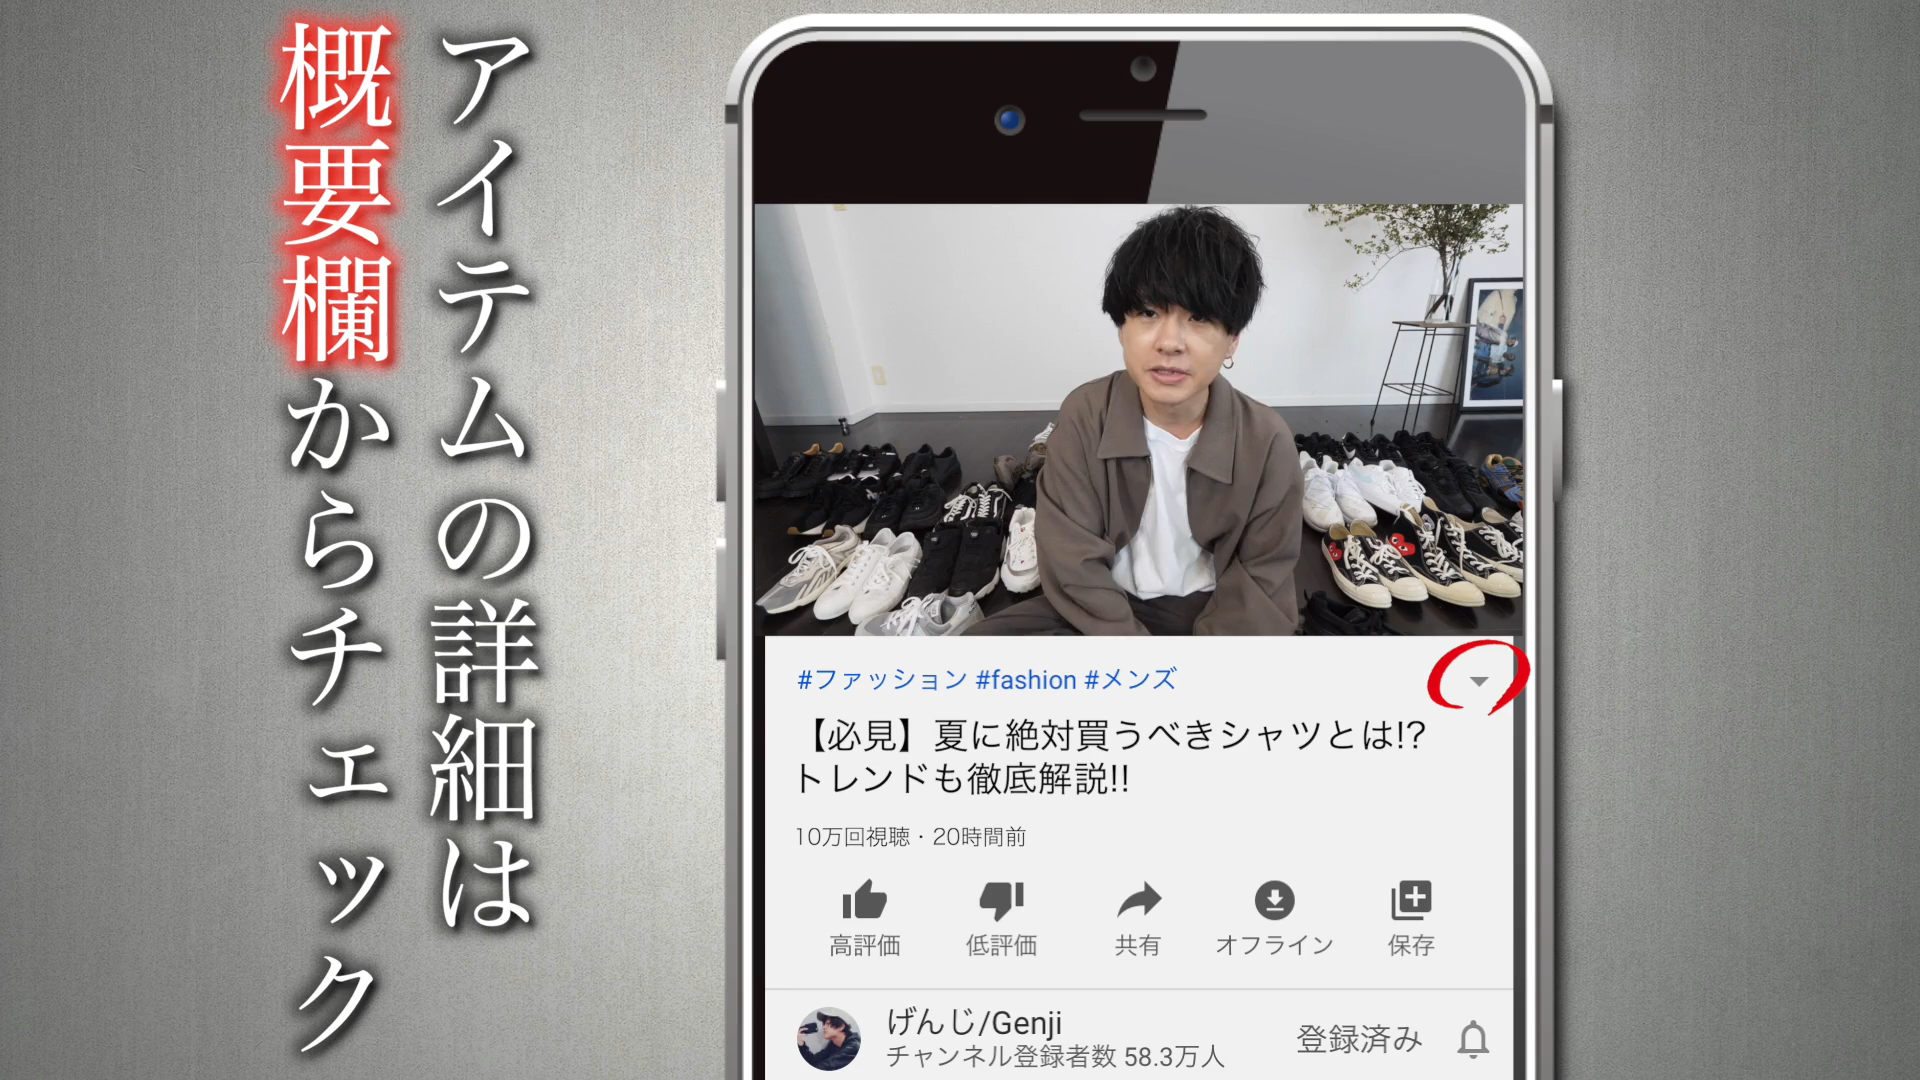 アイテムの詳細は
概要欄からチェック
#ファッション #fashion #メンズ
【必見】夏に絶対買うべきシャツとは!?
トレンドも徹底解説!!
10万回視聴・20時間前
高評価 低評価 共有 オフライン 保存
げんじ/Genji
チャンネル登録者数 58.3万人
登録済み